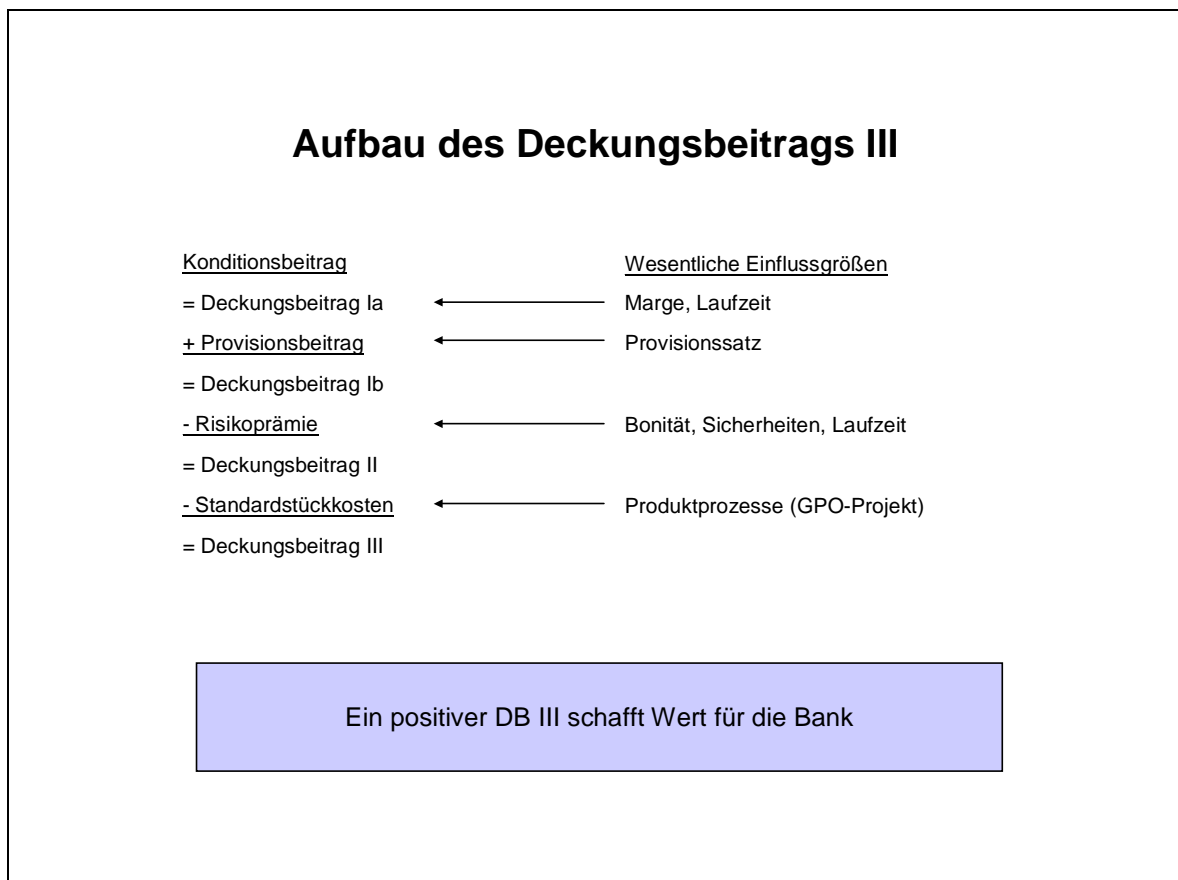 Aufbau des Deckungsbeitrags III
Konditionsbeitrag
Wesentliche Einflussgrößen
= Deckungsbeitrag Ia
Marge, Laufzeit
+ Provisionsbeitrag
Provisionssatz
= Deckungsbeitrag Ib
- Risikoprämie
Bonität, Sicherheiten, Laufzeit
= Deckungsbeitrag II
- Standardstückkosten
Produktprozesse (GPO-Projekt)
= Deckungsbeitrag III
Ein positiver DB III schafft Wert für die Bank